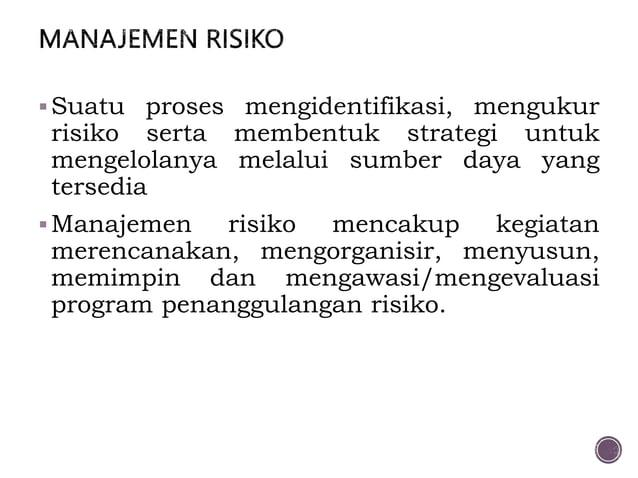 MANAJEMEN RISIKO
▪ Suatu proses mengidentifikasi, mengukur
risiko serta membentuk strategi untuk
mengelolanya melalui sumber daya yang
tersedia
▪ Manajemen risiko mencakup kegiatan
merencanakan, mengorganisir, menyusun,
memimpin dan mengawasi/mengevaluasi
program penanggulangan risiko.